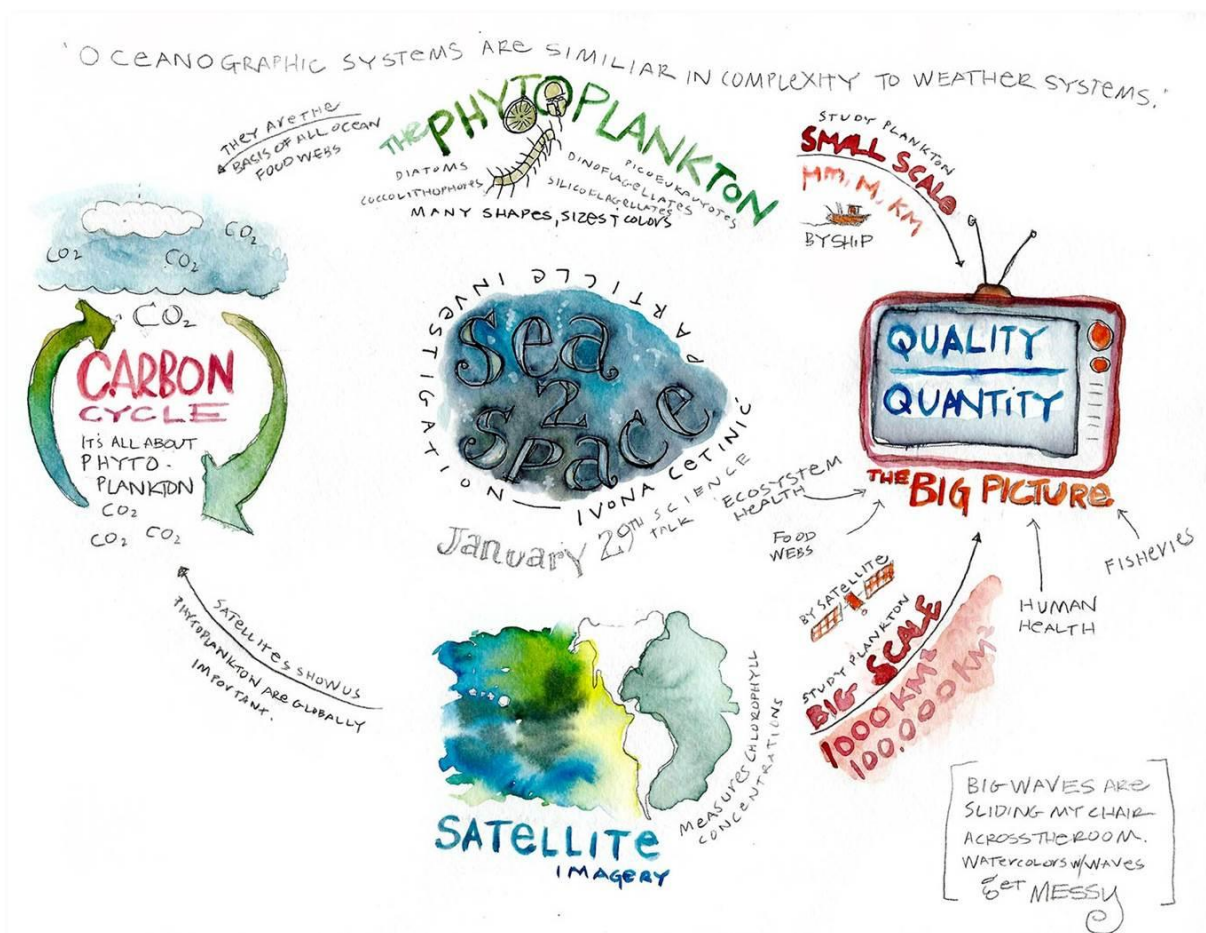 "OCEANOGRAPHIC SYSTEMS ARE SIMILIAR IN COMPLEXITY TO WEATHER SYSTEMS."
THEY ARE THE
BASIS OF ALL OCEAN
FOOD WEBS
THE PHYTOPLANKTON
DIATOMS
COCCOLITHOPHORES
DINOFLAGELLATES
SILICOFLAGELLATES
PICOEUKAUYOTES
MANY SHAPES, SIZES + COLORS
STUDY PLANKTON
SMALL SCALE
MM, M, KM
BY SHIP
CO2
CO2
CO2
CO2
CARBON
CYCLE
IT'S ALL ABOUT
PHYTO-
PLANKTON
CO2
CO2 CO2
PARTICLE INVESTIGATION
Sea
2
Space
IVONA CETINIC
January 29TH SCIENCE
TALK
QUALITY
QUANTITY
THE BIG PICTURE
ECOSYSTEM
HEALTH
FOOD
WEBS
HUMAN
HEALTH
FISHERIES
SATELLITES SHOW US
PHYTOPLANKTON ARE GLOBALLY
IMPORTANT.
SATELLITE
IMAGERY
MEASURES CHLOROPHYLL
CONCENTRATIONS
BY SATELLITE
STUDY PLANKTON
BIG SCALE
1000 KM²
100,000 KM²
BIG WAVES ARE
SLIDING MY CHAIR
ACROSS THE ROOM.
WATERCOLORS W/ WAVES
GET MESSY